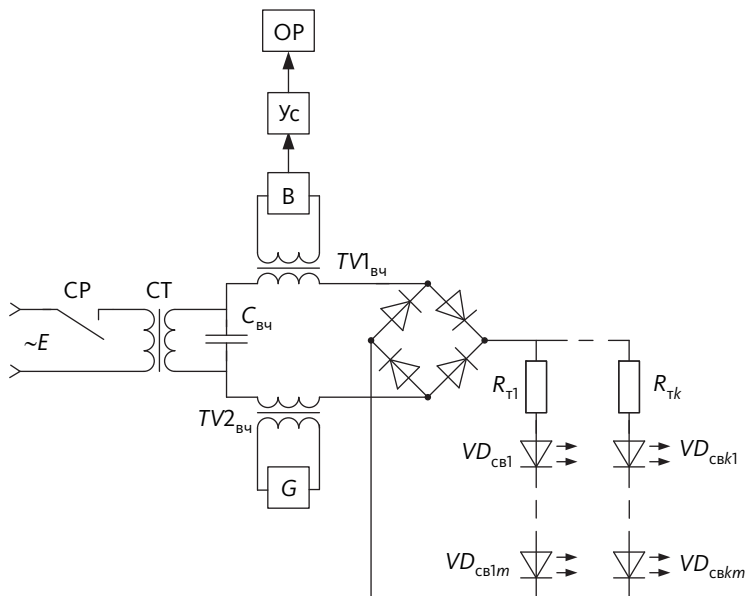 ОР
Ус
В
TV1вч
СР
СТ
Cвч
~E
Rт1
Rтk
TV2вч
VDсв1
VDсвk1
G
VDсв1m
VDсвkm